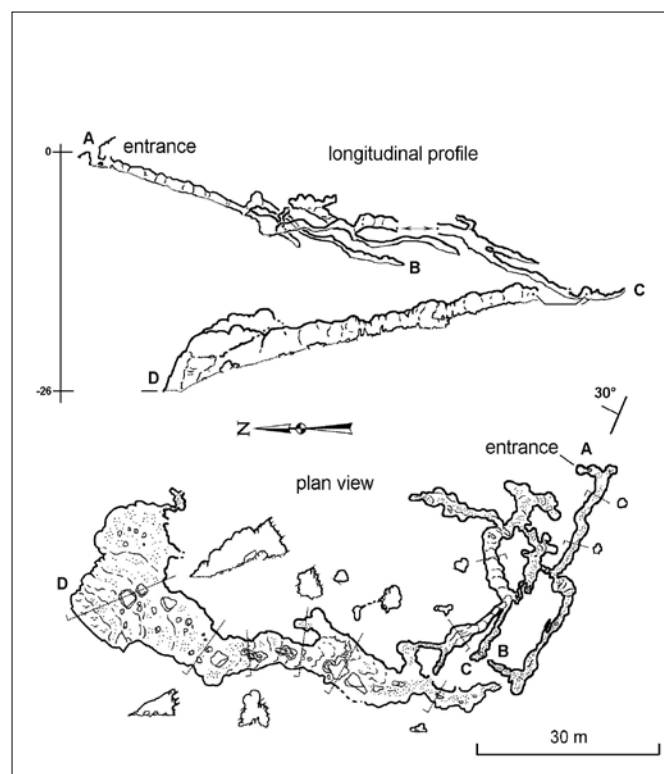 A
entrance
longitudinal profile
0
B
C
D
-26
30°
N
A
entrance
plan view
D
B
C
30 m